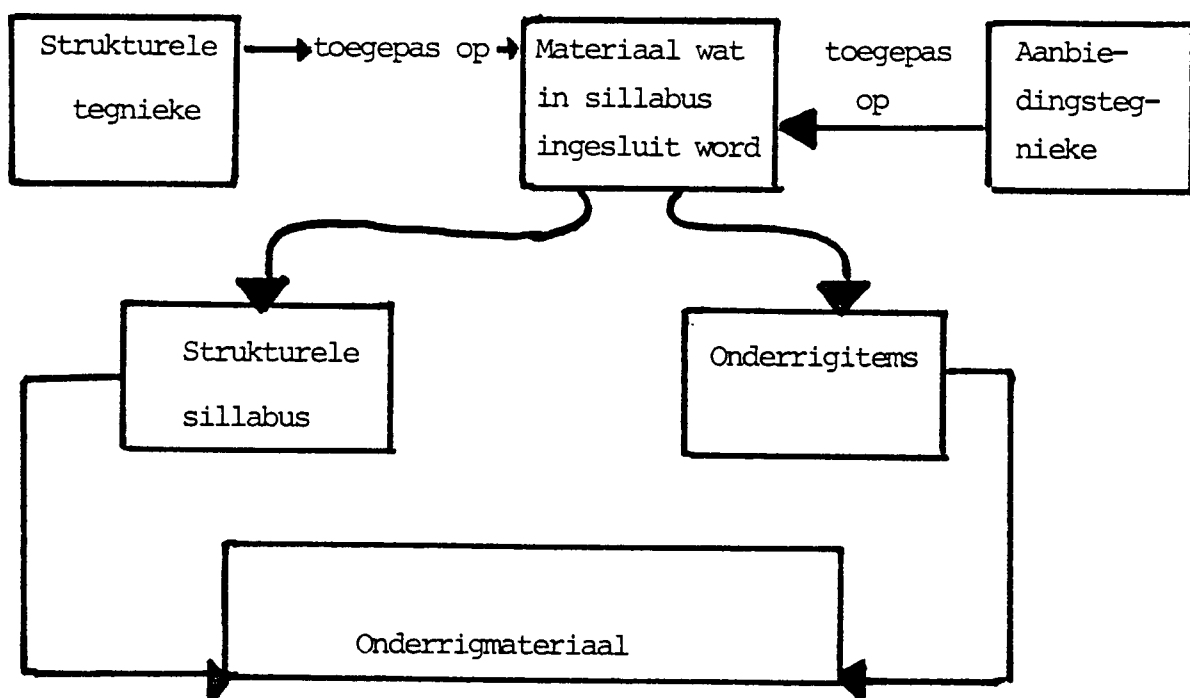 Strukturele
tegnieke
toegepas op
Materiaal wat
in sillabus
ingesluit word
toegepas
op
Aanbie-
dingsteg-
nieke
Strukturele
sillabus
Onderrigitems
Onderrigmateriaal